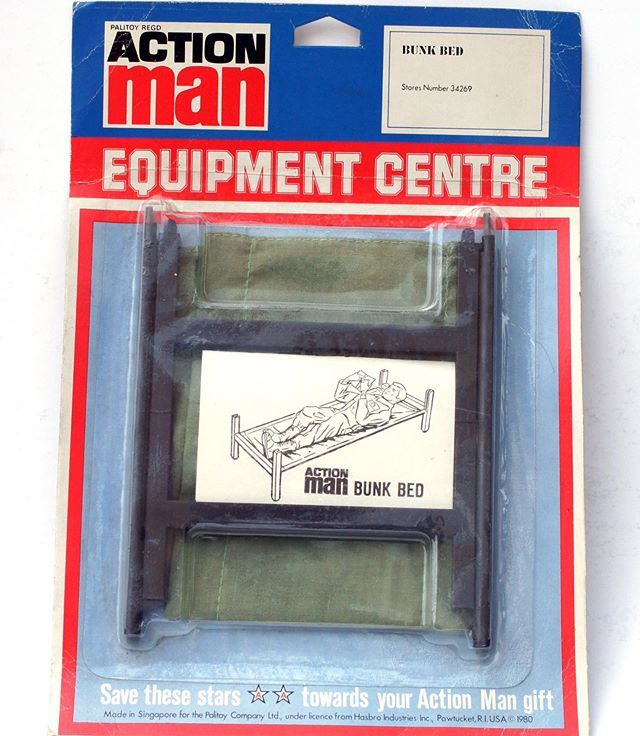 PALITOY REGD
ACTION
man
BUNK BED
Stores Number 34269
EQUIPMENT CENTRE
ACTION
man BUNK BED
Save these stars ☆ ☆ towards your Action Man gift
Made in Singapore for the Palitoy Company Ltd., under licence from Hasbro Industries Inc., Pawtucket, R.I. USA © 1980